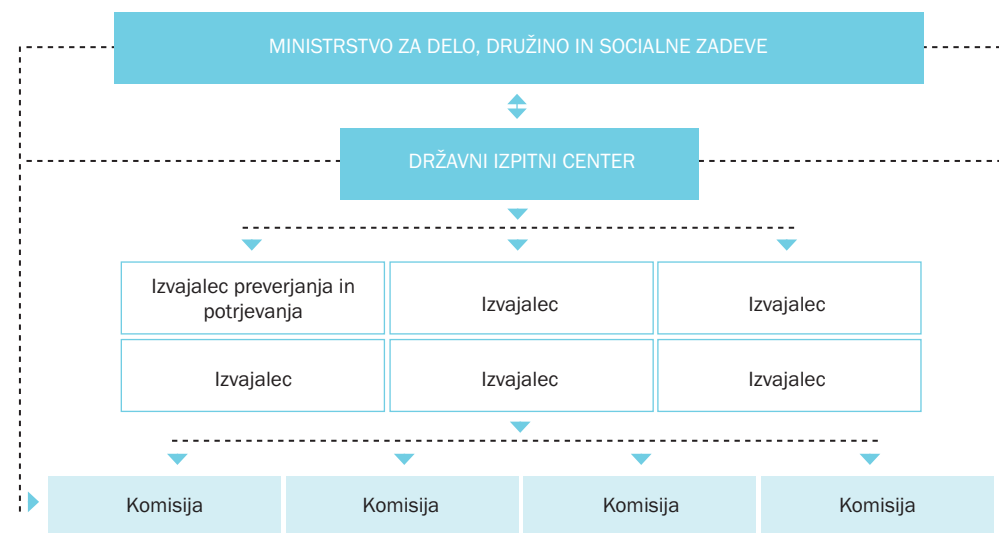 MINISTRSTVO ZA DELO, DRUŽINO IN SOCIALNE ZADEVE
DRŽAVNI IZPITNI CENTER
Izvajalec preverjanja in
potrjevanja
Izvajalec
Izvajalec
Izvajalec
Izvajalec
Izvajalec
Komisija
Komisija
Komisija
Komisija